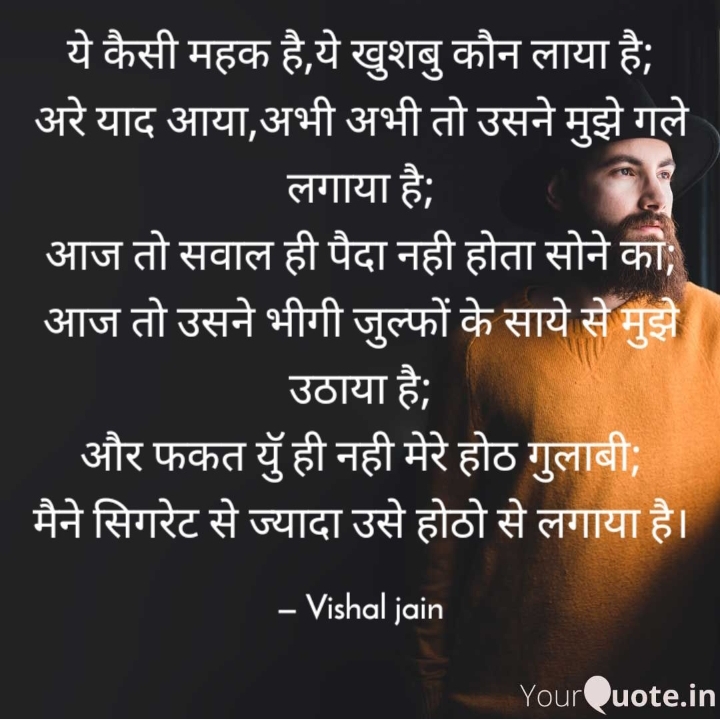 ये कैसी महक है,ये खुशबु कौन लाया है;
अरे याद आया,अभी अभी तो उसने मुझे गले
लगाया है;
आज तो सवाल ही पैदा नही होता सोने का;
आज तो उसने भीगी जुल्फों के साये से मुझे
उठाया है;
और फकत युॅ ही नही मेरे होठ गुलाबी;
मैने सिगरेट से ज्यादा उसे होठो से लगाया है।
– Vishal jain
YourQuote.in